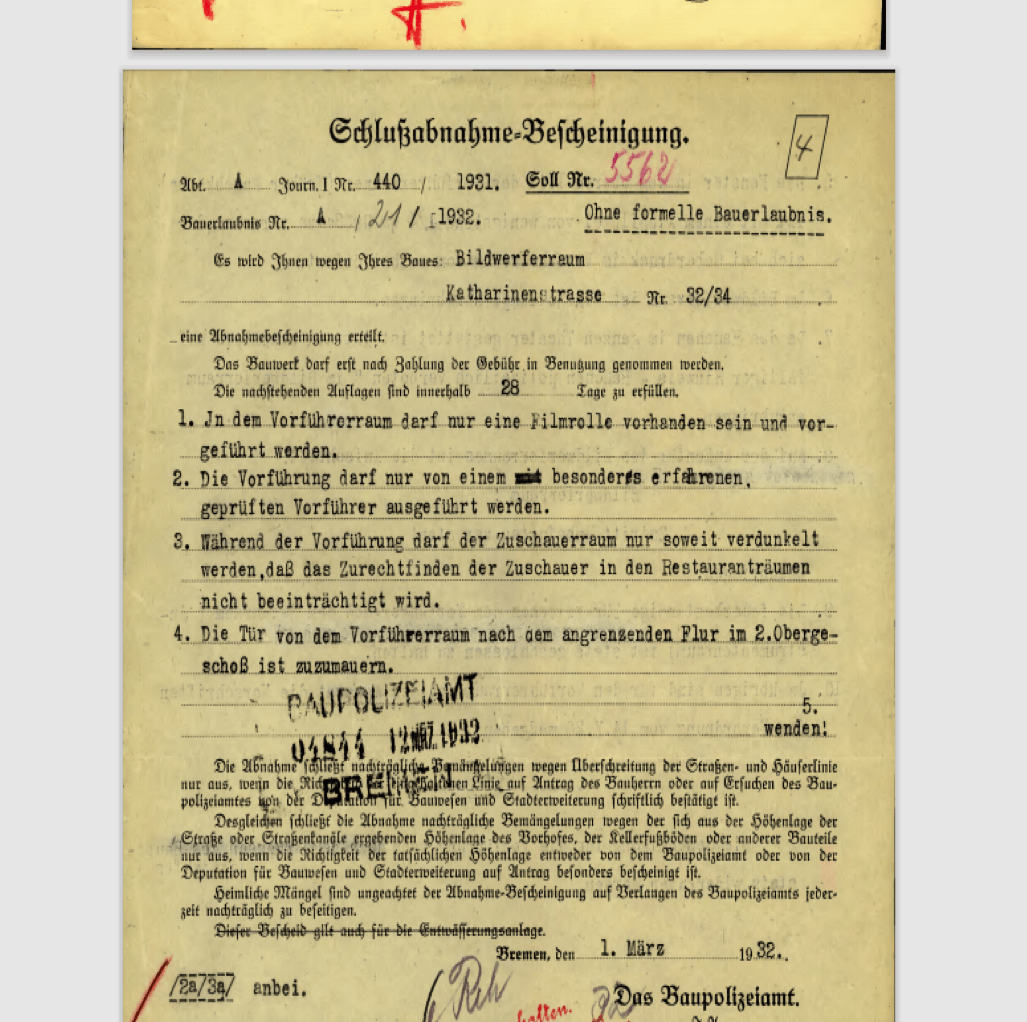 4
Schlußabnahme-Bescheinigung.
Abt. A Journ. I Nr. 440 / 1931. Soll Nr. 5562
Bauerlaubnis Nr. A / 21 / 1932. Ohne formelle Bauerlaubnis.
Es wird Ihnen wegen Ihres Baues: Bildwerferraum
Katharinenstrasse Nr. 32/34
eine Abnahmebescheinigung erteilt.
Das Bauwerk darf erst nach Zahlung der Gebühr in Benutzung genommen werden.
Die nachstehenden Auflagen sind innerhalb 28 Tage zu erfüllen.
1. Jn dem Vorführerraum darf nur eine Filmrolle vorhanden sein und vor-
geführt werden.
2. Die Vorführung darf nur von einem besonders erfahrenen,
geprüften Vorführer ausgeführt werden.
3. Während der Vorführung darf der Zuschauerraum nur soweit verdunkelt
werden,daß das Zurechtfinden der Zuschauer in den Restauranträumen
nicht beeinträchtigt wird.
4. Die Tür von dem Vorführerraum nach dem angrenzenden Flur im 2.Oberge-
schoß ist zuzumauern.
5.
wenden!
BAUPOLIZEIAMT
04844 12 MRZ 1932
BREMEN
Die Abnahme schließt nachträgliche Bemängelungen wegen Überschreitung der Straßen- und Häuserlinie
nur aus, wenn die Linie auf Antrag des Bauherrn oder auf Ersuchen des Bau-
polizeiamtes von der Deputation für Bauwesen und Stadterweiterung schriftlich bestätigt ist.
Desgleichen schließt die Abnahme nachträgliche Bemängelungen wegen der sich aus der Höhenlage der
Straße oder Straßenkanäle ergebenden Höhenlage des Vorhofes, der Kellerfußböden oder anderer Bauteile
nur aus, wenn die Richtigkeit der tatsächlichen Höhenlage entweder von dem Baupolizeiamt oder von der
Deputation für Bauwesen und Stadterweiterung auf Antrag besonders bescheinigt ist.
Heimliche Mängel sind ungeachtet der Abnahme-Bescheinigung auf Verlangen des Baupolizeiamts jeder-
zeit nachträglich zu beseitigen.
Dieser Bescheid gilt auch für die Entwässerungsanlage.
Bremen, den 1. März 1932.
/2a/3a/ anbei.
Das Baupolizeiamt.